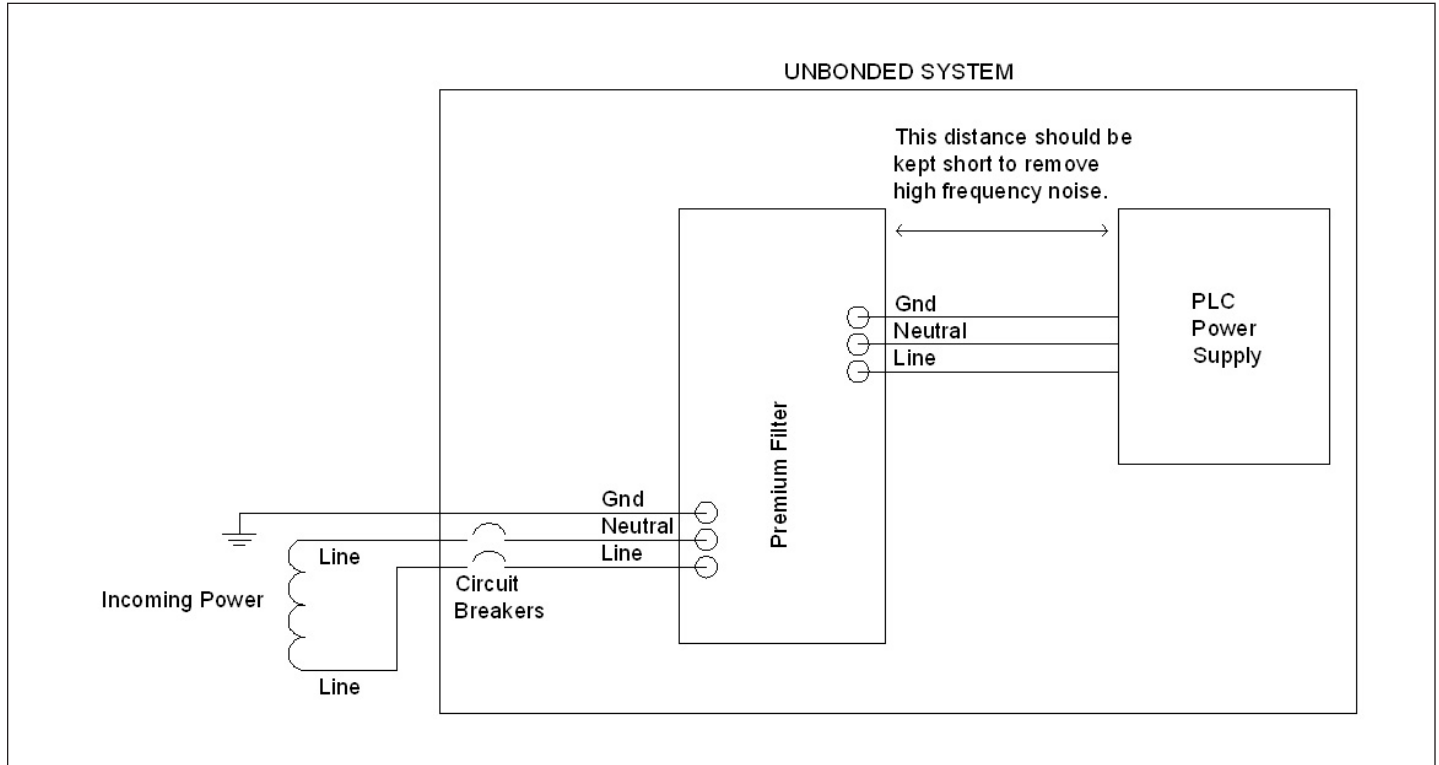 UNBONDED SYSTEM
This distance should be
kept short to remove
high frequency noise.
Gnd
Neutral
Line
PLC
Power
Supply
Premium Filter
Gnd
Neutral
Line
Line
Circuit
Breakers
Incoming Power
Line